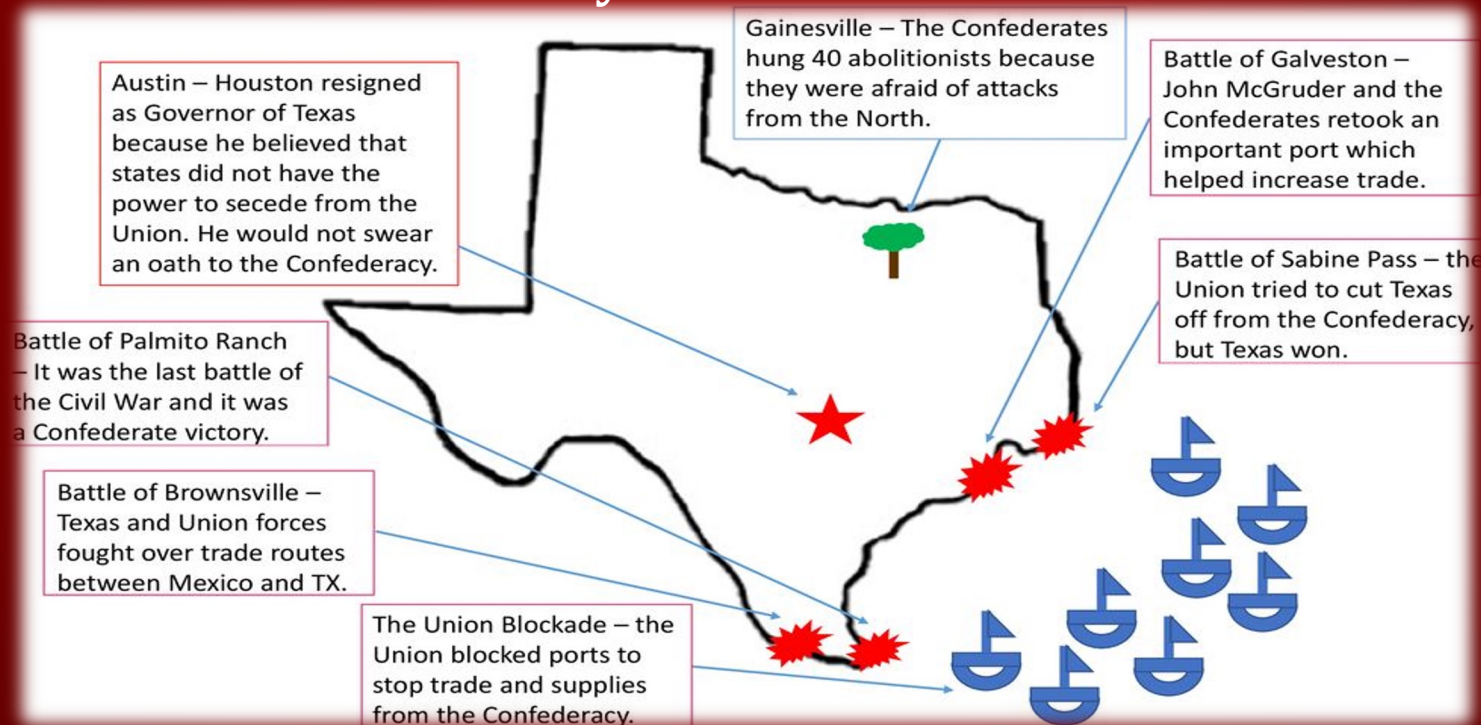 Gainesville – The Confederates
hung 40 abolitionists because
they were afraid of attacks
from the North.
Battle of Galveston –
John McGruder and the
Confederates retook an
important port which
helped increase trade.
Austin – Houston resigned
as Governor of Texas
because he believed that
states did not have the
power to secede from the
Union. He would not swear
an oath to the Confederacy.
Battle of Sabine Pass – the
Union tried to cut Texas
off from the Confederacy,
but Texas won.
Battle of Palmito Ranch
– It was the last battle of
the Civil War and it was
a Confederate victory.
Battle of Brownsville –
Texas and Union forces
fought over trade routes
between Mexico and TX.
The Union Blockade – the
Union blocked ports to
stop trade and supplies
from the Confederacy.